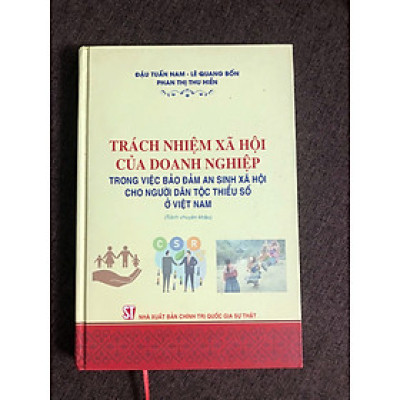 ĐẬU TUẤN NAM - LÊ QUANG BỐN
PHAN THỊ THU HIỀN
TRÁCH NHIỆM XÃ HỘI
CỦA DOANH NGHIỆP
TRONG VIỆC BẢO ĐẢM AN SINH XÃ HỘI
CHO NGƯỜI DÂN TỘC THIỂU SỐ
Ở VIỆT NAM
(Sách chuyên khảo)
C S R
ST NHÀ XUẤT BẢN CHÍNH TRỊ QUỐC GIA SỰ THẬT